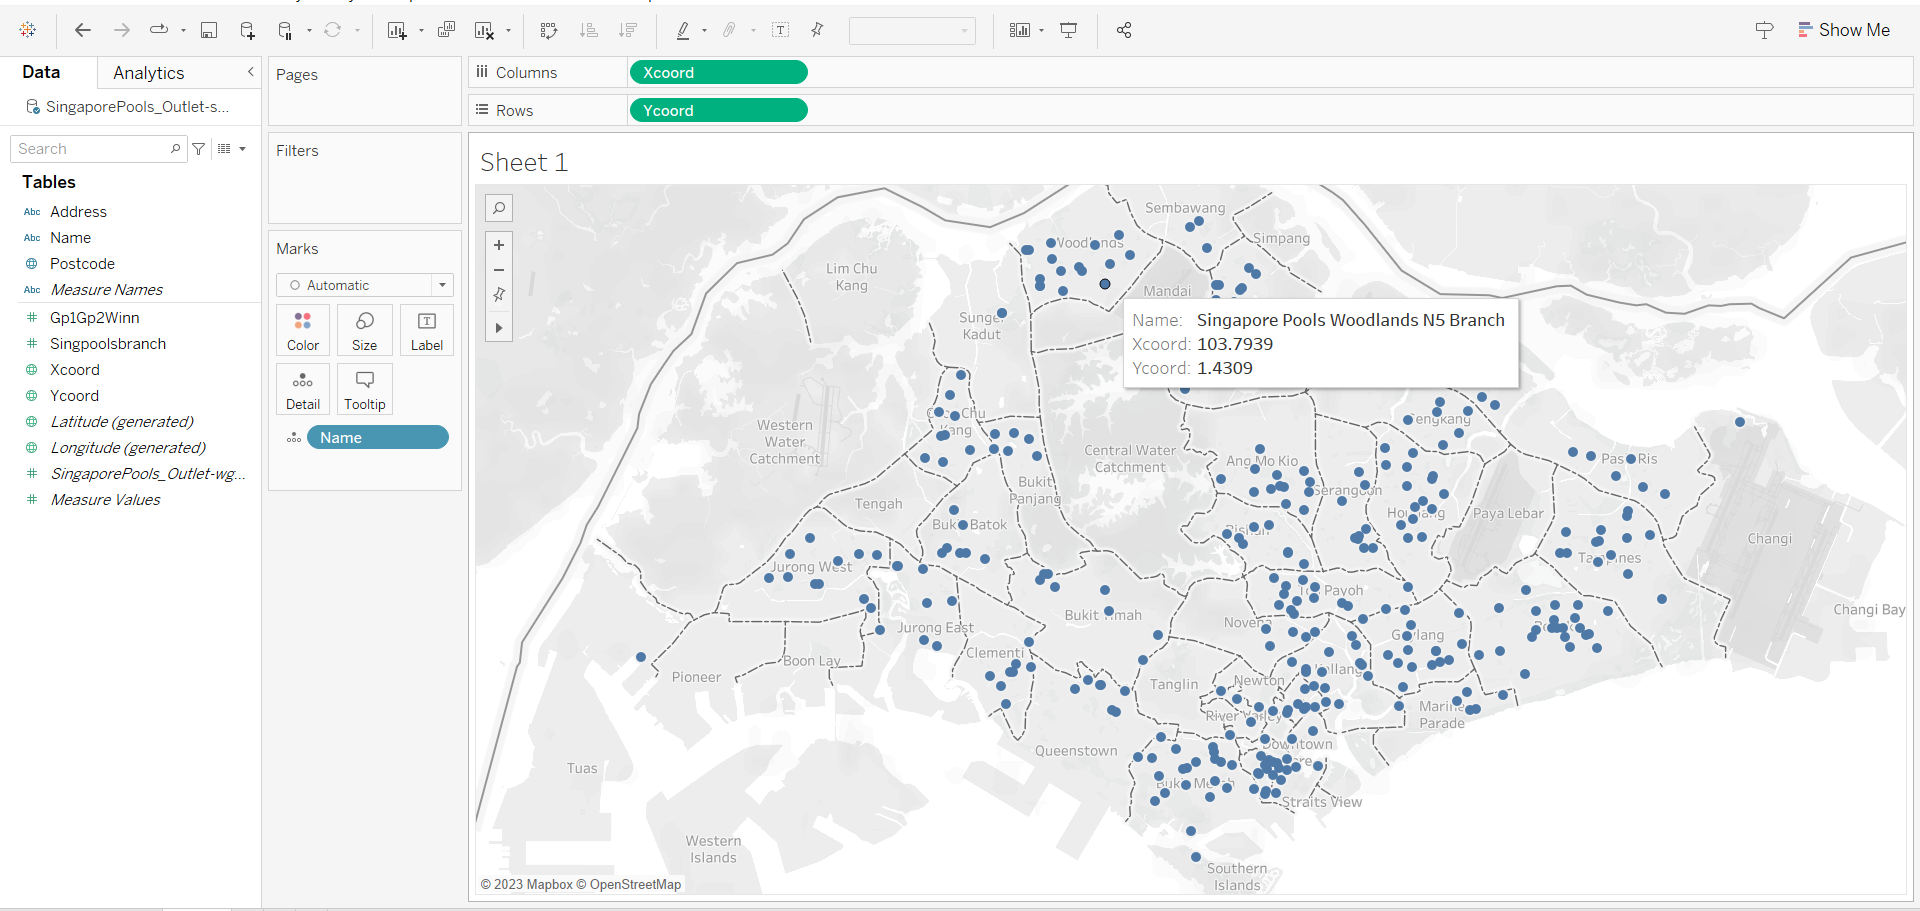 Show Me
Data
Analytics
SingaporePools_Outlet-s...
Search
Tables
Abc Address
Abc Name
Postcode
Abc Measure Names
# Gp1Gp2Winn
# Singpoolsbranch
Xcoord
Ycoord
Latitude (generated)
Longitude (generated)
# SingaporePools_Outlet-wg...
# Measure Values
Pages
Filters
Marks
Automatic
Color
Size
T
Label
Detail
Tooltip
Name
Columns
Xcoord
Rows
Ycoord
Sheet 1
Sembawang
Woodlands
Simpang
Lim Chu
Kang
Mandai
Sungei
Kadut
Name: Singapore Pools Woodlands N5 Branch
Xcoord: 103.7939
Ycoord: 1.4309
Choa Chu
Kang
Sengkang
Western
Water
Catchment
Central Water
Catchment
Ang Mo Kio
Pasir Ris
Bukit
Panjang
Serangoon
Tengah
Hougang
Paya Lebar
Bukit Batok
Bishan
Changi
Tampines
Jurong West
Toa Payoh
Bukit Timah
Changi Bay
Novena
Jurong East
Bedok
Geylang
Clementi
Boon Lay
Kallang
Pioneer
Tanglin
Newton
River Valley
Marine
Parade
Queenstown
Downtown
Core
Tuas
Bukit Merah
Straits View
Western
Islands
Southern
Islands
© 2023 Mapbox © OpenStreetMap